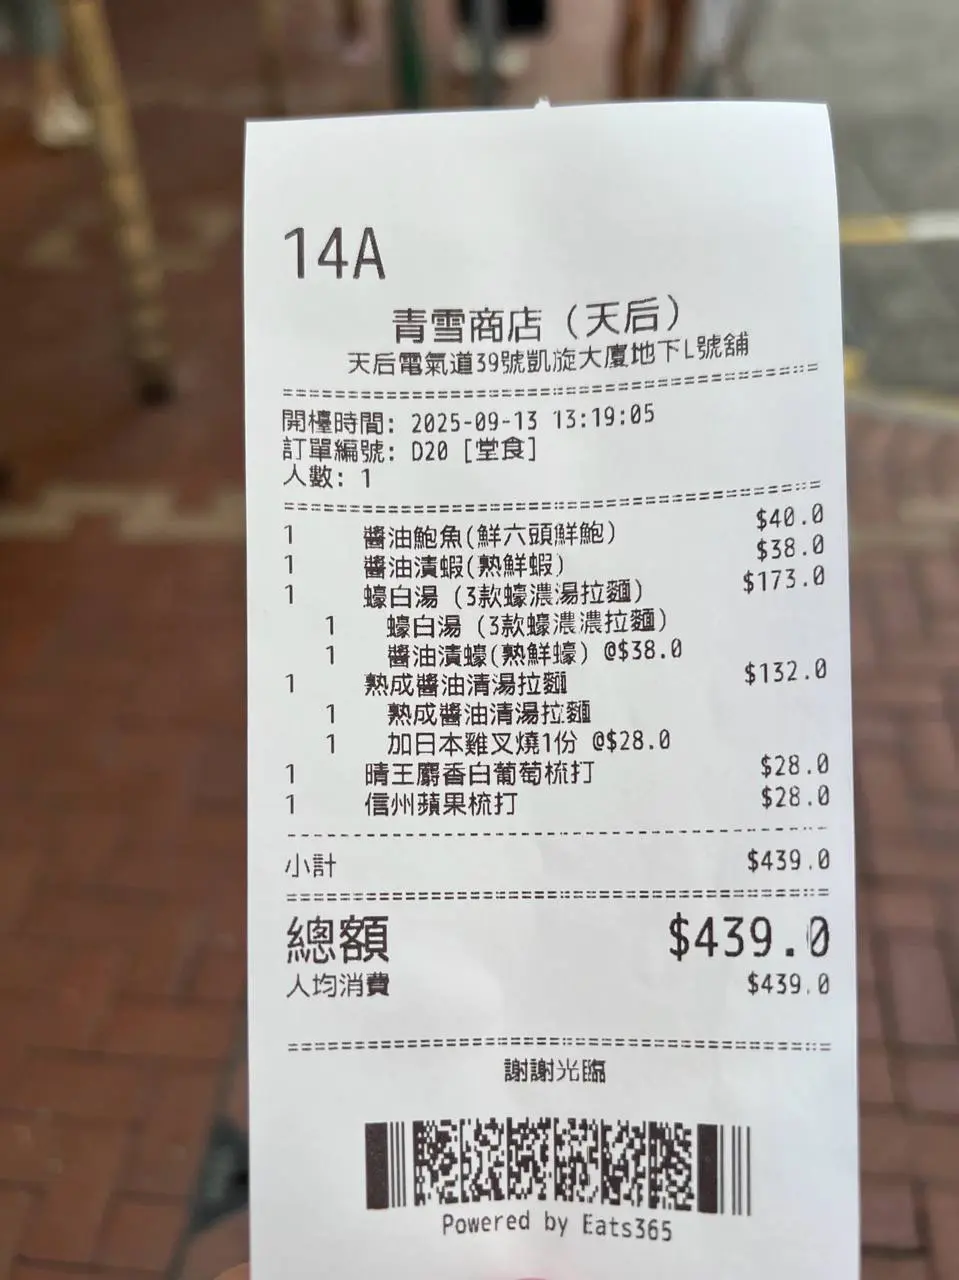 14A
青雪商店（天后）
天后電氣道39號凱旋大廈地下L號舖
開檯時間: 2025-09-13 13:19:05
訂單編號: D20 [堂食]
人數: 1
1 醬油鮑魚(鮮六頭鮮鮑) $40.0
1 醬油漬蝦(熟鮮蝦) $38.0
1 蠔白湯 (3款蠔濃湯拉麵) $173.0
1 蠔白湯 (3款蠔濃濃拉麵)
1 醬油漬蠔(熟鮮蠔) @$38.0
1 熟成醬油清湯拉麵 $132.0
1 熟成醬油清湯拉麵
1 加日本雞叉燒1份 @$28.0
1 晴王麝香白葡萄梳打 $28.0
1 信州蘋果梳打 $28.0
小計 $439.0
總額 $439.0
人均消費 $439.0
謝謝光臨
Powered by Eats365